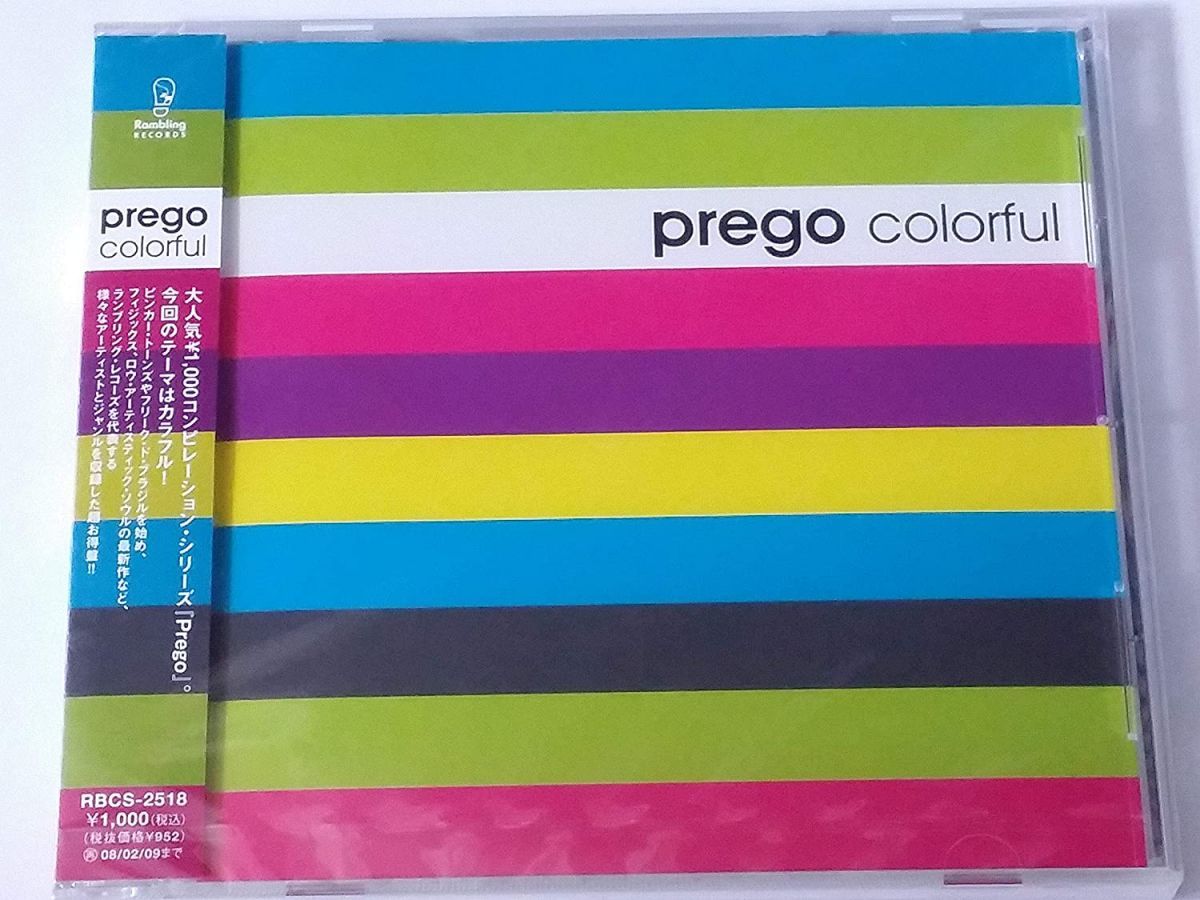 Rambling
RECORDS
prego
colorful
大人気¥1,000コンピレーション・シリーズ『Prego』。
今回のテーマはカラフル！
ピンカー・トーンズやフリーク・ド・ブラジルを始め、
フィジックス、ロウ・アーティスティック・ソウルの最新作など、
ランブリング・レコーズを代表する
様々なアーティストとジャンルを収録した超お得盤!!
RBCS-2518
¥1,000(税込)
(税抜価格¥952)
再 08/02/09まで
prego colorful